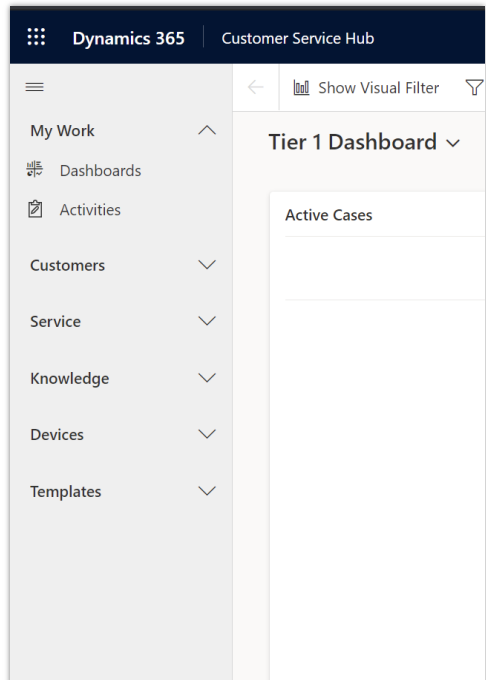 Dynamics 365 Customer Service Hub
Show Visual Filter
My Work
Dashboards
Activities
Customers
Service
Knowledge
Devices
Templates
Tier 1 Dashboard
Active Cases